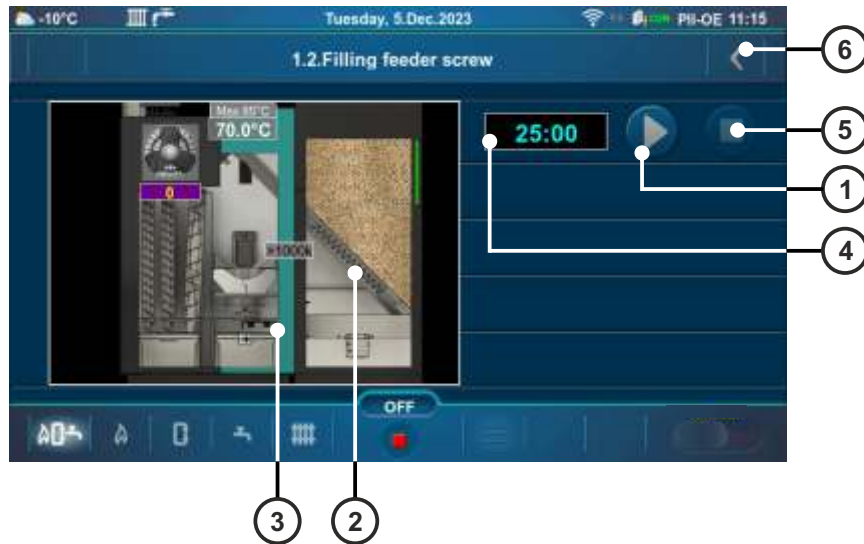 -10°C Tuesday, 5.Dec.2023 PII-OE 11:15
1.2.Filling feeder screw
6
Max 85°C
70.0°C
0
25:00
5
1
4
1000k
OFF
3 2